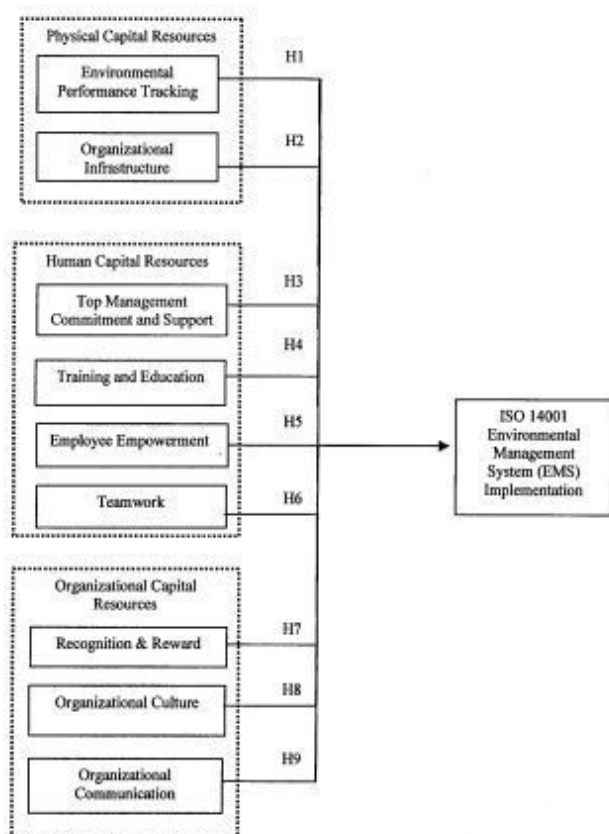 Physical Capital Resources
Environmental
Performance Tracking
H1
Organizational
Infrastructure
H2
Human Capital Resources
Top Management
Commitment and Support
H3
Training and Education
H4
Employee Empowerment
H5
Teamwork
H6
ISO 14001
Environmental
Management
System (EMS)
Implementation
Organizational Capital
Resources
Recognition & Reward
H7
Organizational Culture
H8
Organizational
Communication
H9